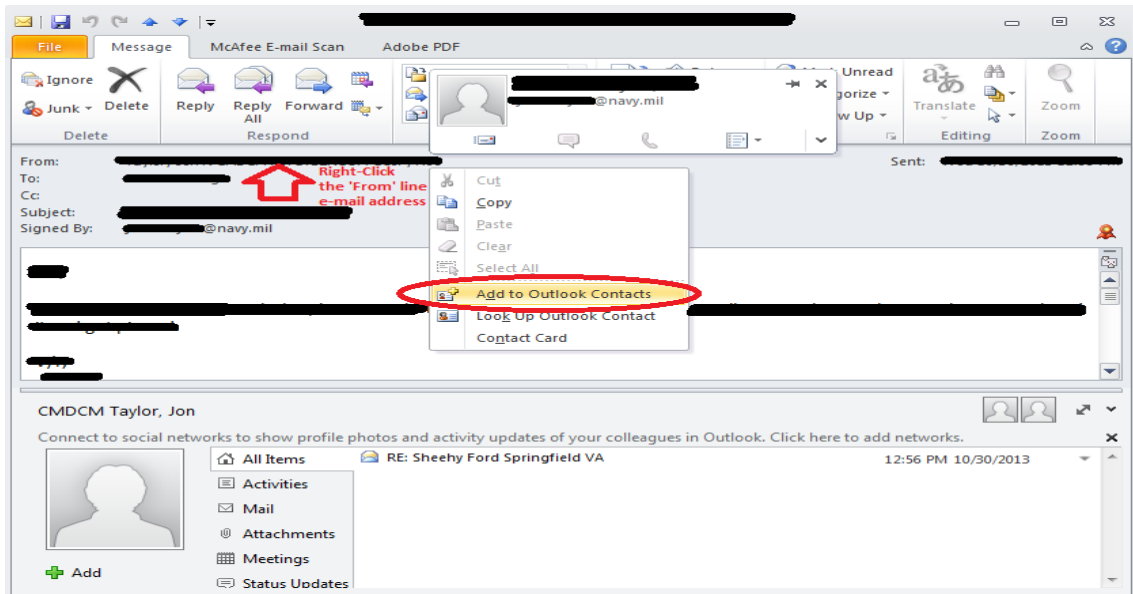 File Message McAfee E-mail Scan Adobe PDF
Ignore
Junk
Delete
Reply
Reply All
Forward
Unread
w Up
Translate
Zoom
Delete Respond Editing Zoom
@navy.mil
From:
Sent:
To:
Cc:
Subject:
Signed By: @navy.mil
Right-Click
the 'From' line
e-mail address
Cut
Copy
Paste
Clear
Select All
Add to Outlook Contacts
Look Up Outlook Contact
Contact Card
CMDCM Taylor, Jon
Connect to social networks to show profile photos and activity updates of your colleagues in Outlook. Click here to add networks.
All Items RE: Sheehy Ford Springfield VA 12:56 PM 10/30/2013
Activities
Mail
Attachments
Meetings
Status Updates
Add